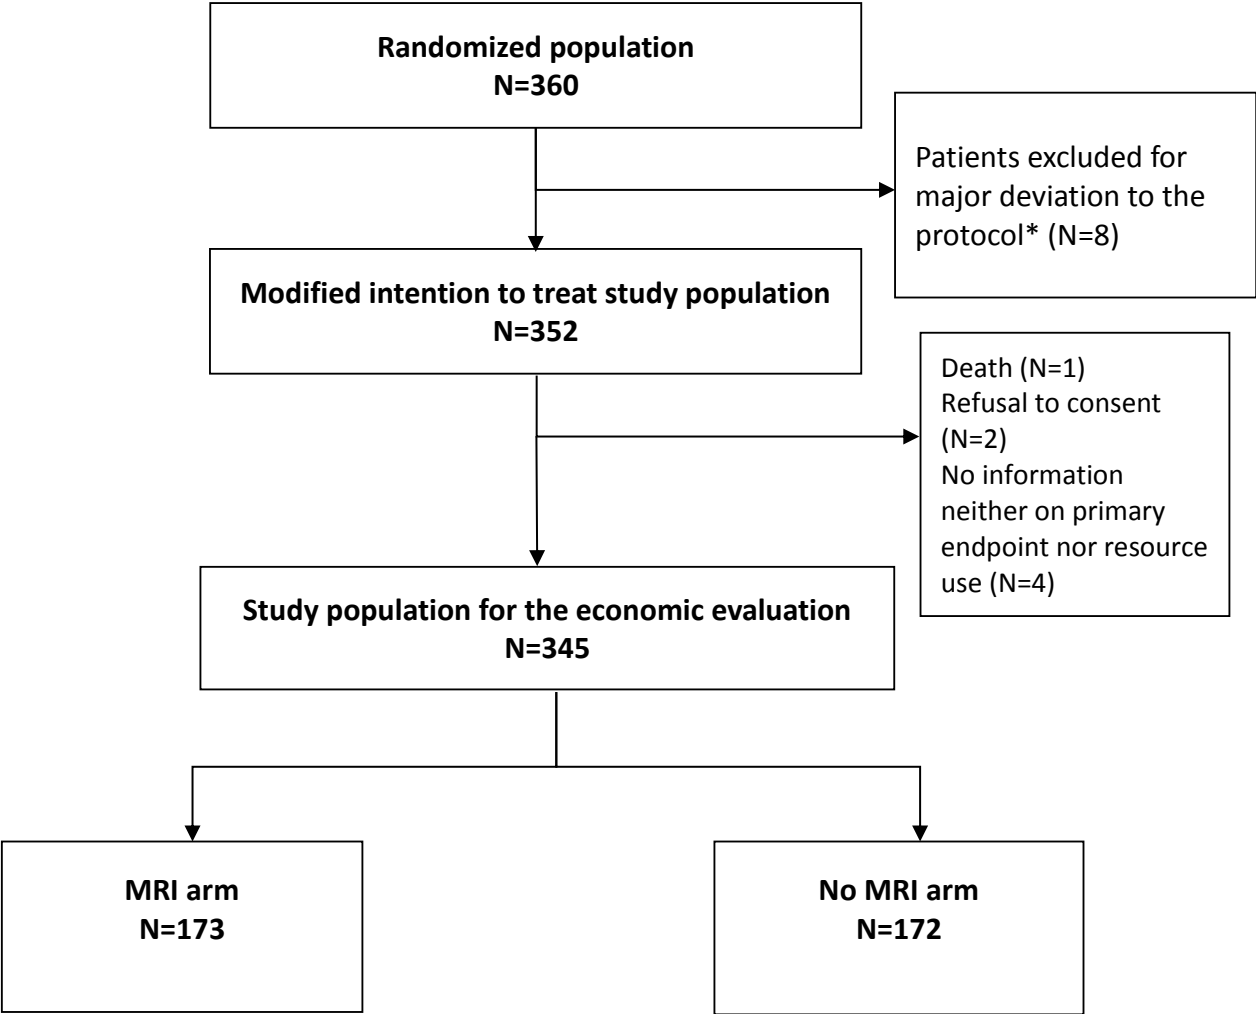 Randomized population
N=360
Patients excluded for
major deviation to the
protocol* (N=8)
Modified intention to treat study population
N=352
Death (N=1)
Refusal to consent
(N=2)
No information
neither on primary
endpoint nor resource
use (N=4)
Study population for the economic evaluation
N=345
MRI arm
N=173
No MRI arm
N=172